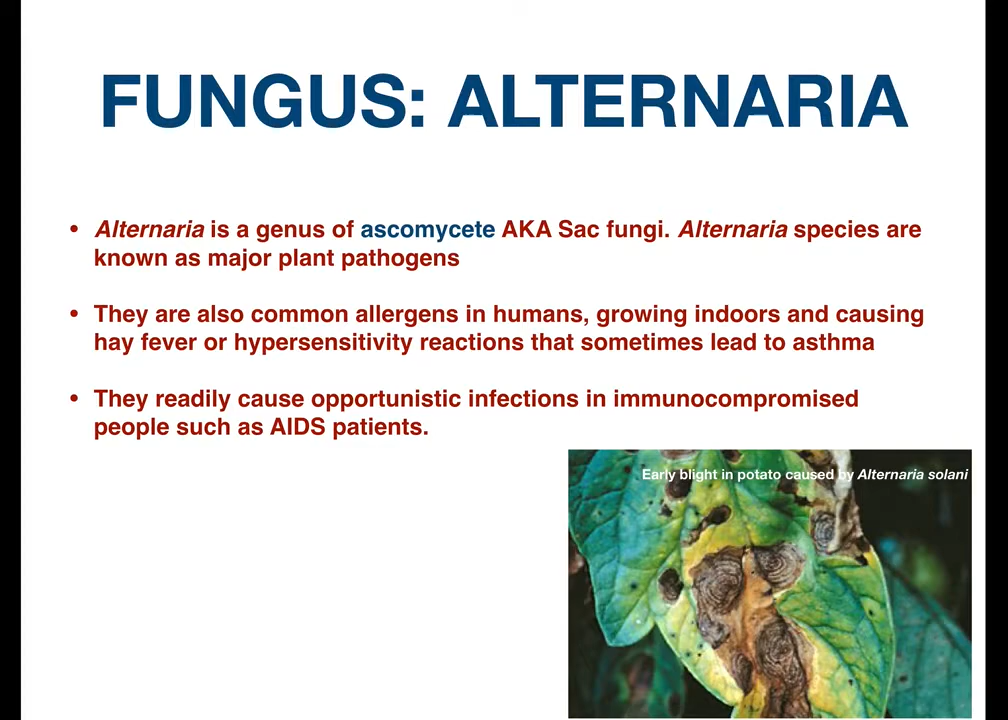 FUNGUS: ALTERNARIA
• Alternaria is a genus of ascomycete AKA Sac fungi. Alternaria species are
known as major plant pathogens
• They are also common allergens in humans, growing indoors and causing
hay fever or hypersensitivity reactions that sometimes lead to asthma
• They readily cause opportunistic infections in immunocompromised
people such as AIDS patients.
Early blight in potato caused by Alternaria solani